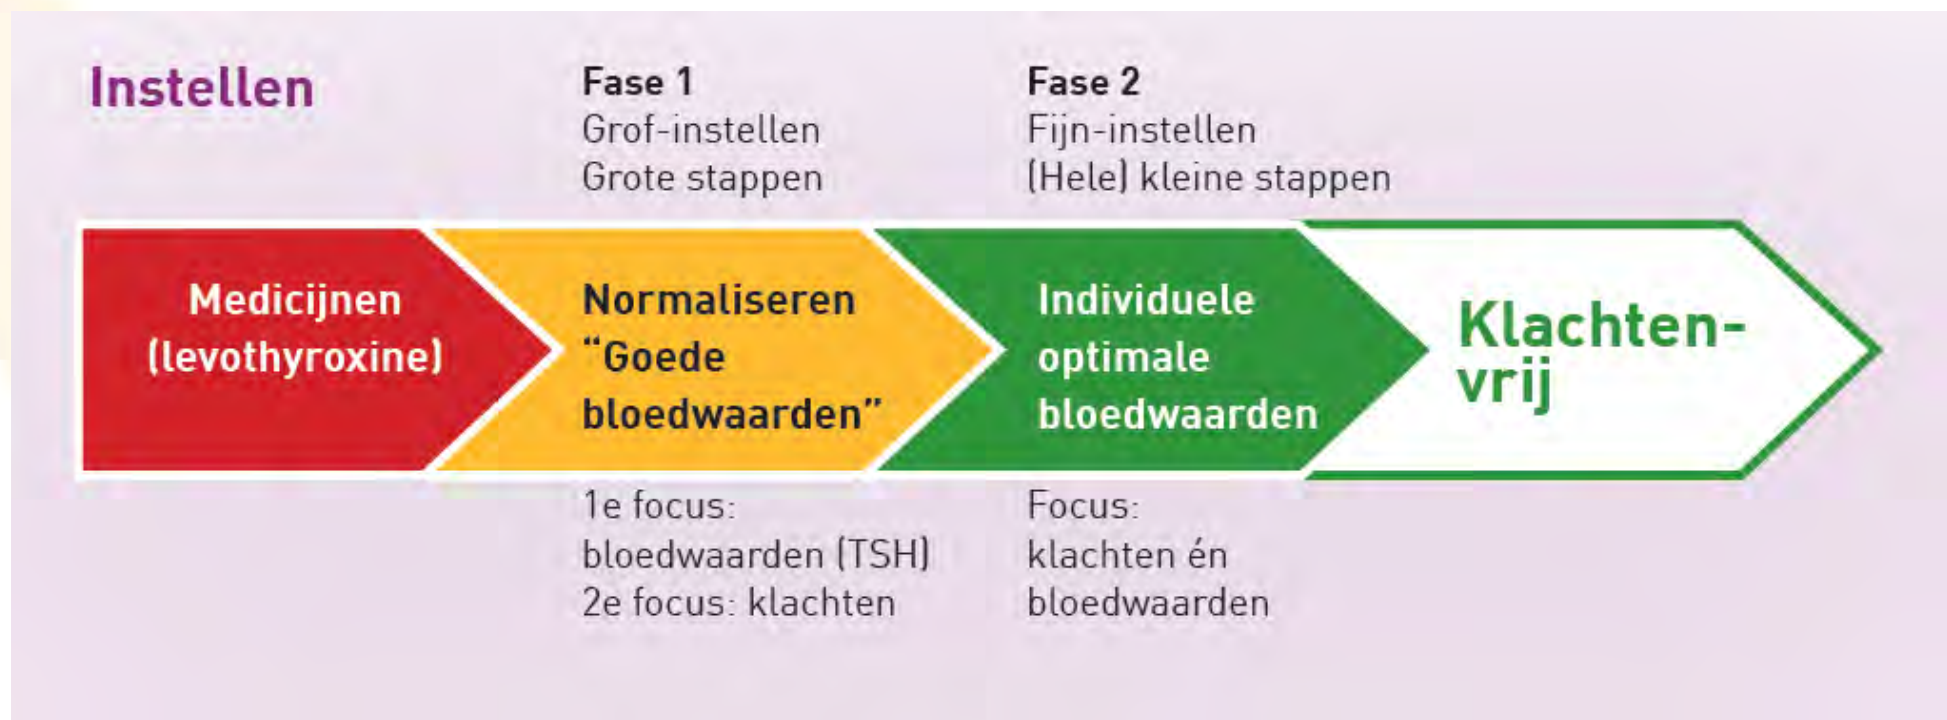 Instellen
Fase 1
Grof-instellen
Grote stappen
Fase 2
Fijn-instellen
(Hele) kleine stappen
Medicijnen
(levothyroxine)
Normaliseren
“Goede
bloedwaarden”
Individuele
optimale
bloedwaarden
Klachten-
vrij
1e focus:
bloedwaarden (TSH)
2e focus: klachten
Focus:
klachten én
bloedwaarden